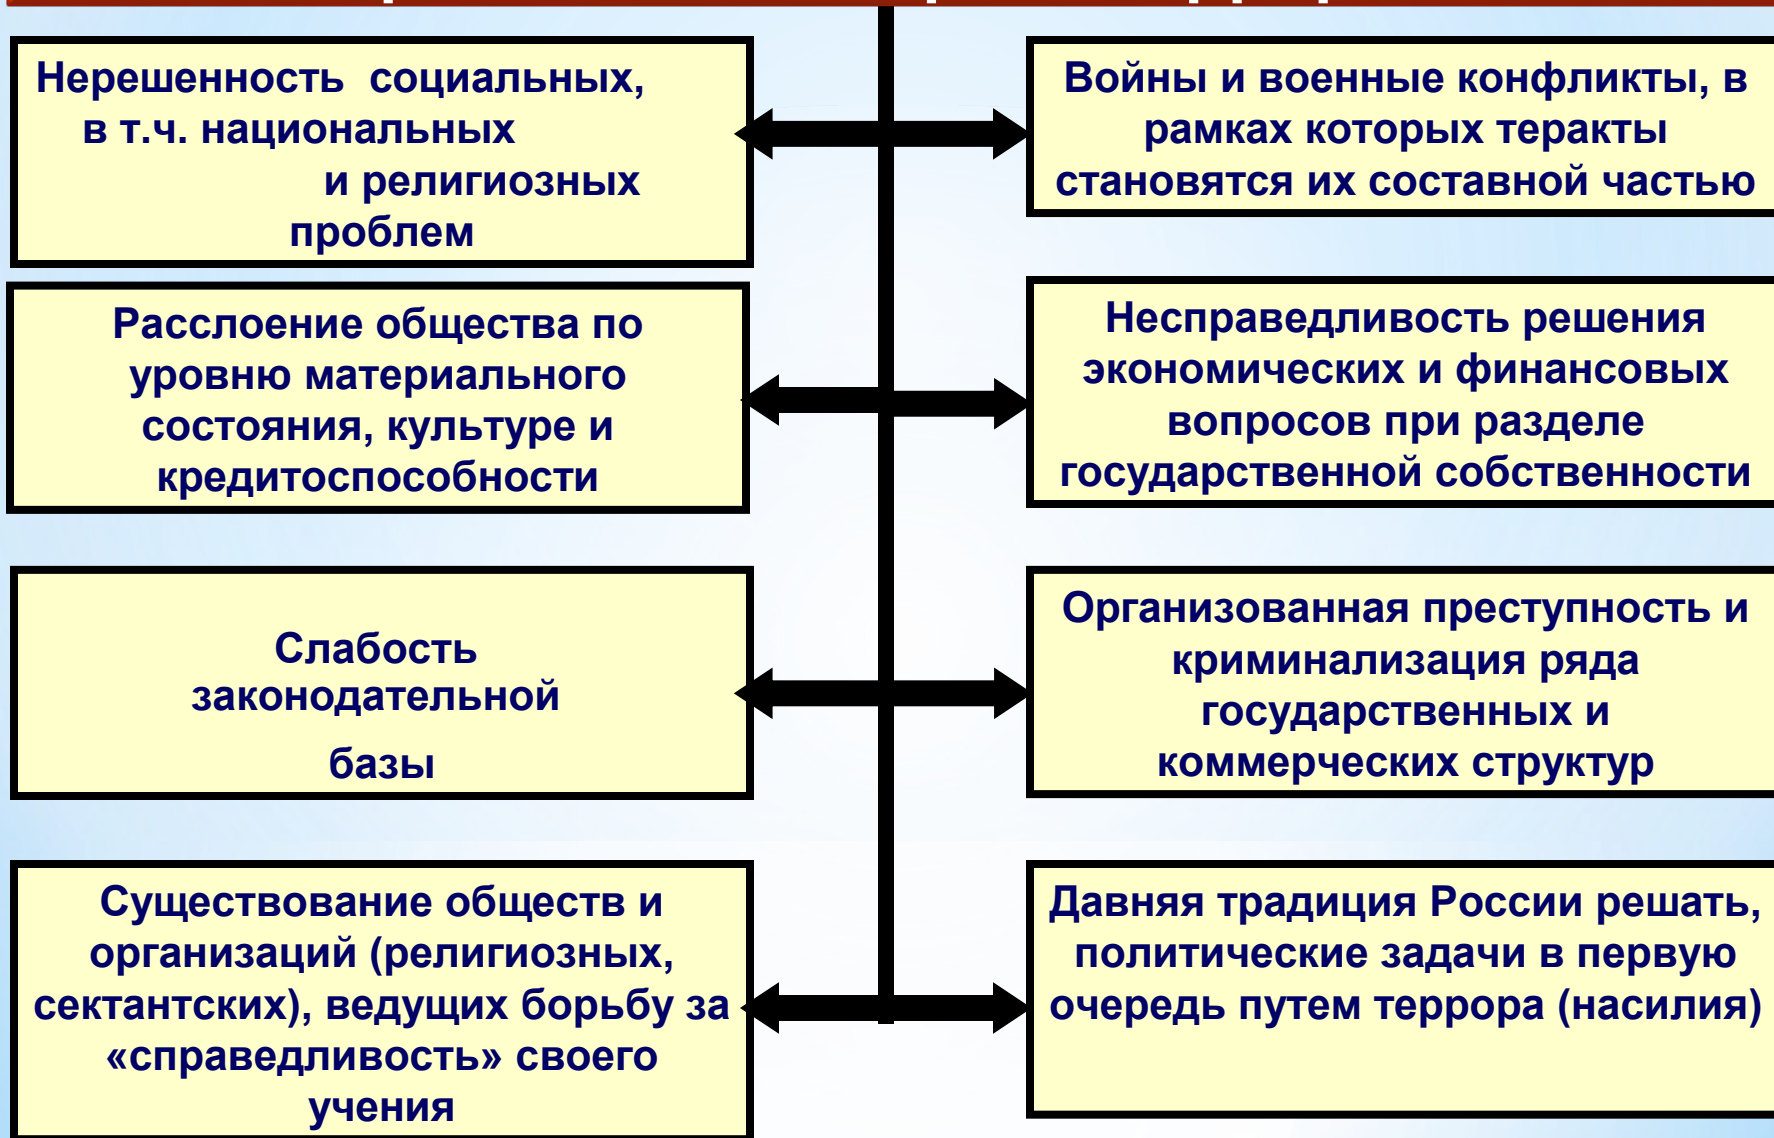 Нерешенность социальных,
в т.ч. национальных
и религиозных
проблем
Расслоение общества по
уровню материального
состояния, культуре и
кредитоспособности
Слабость
законодательной
базы
Существование обществ и
организаций (религиозных,
сектантских), ведущих борьбу за
«справедливость» своего
учения
Войны и военные конфликты, в
рамках которых теракты
становятся их составной частью
Несправедливость решения
экономических и финансовых
вопросов при разделе
государственной собственности
Организованная преступность и
криминализация ряда
государственных и
коммерческих структур
Давняя традиция России решать,
политические задачи в первую
очередь путем террора (насилия)